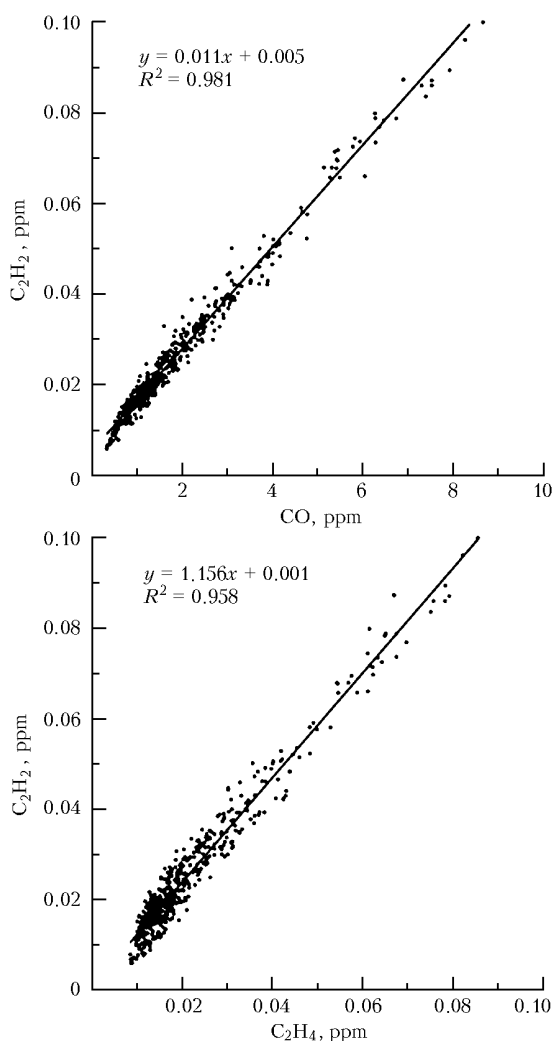 0.10
y = 0.011x + 0.005
R² = 0.981
0.08
0.06
C₂H₂, ppm
0.04
0.02
0
2 4 6 8 10
CO, ppm
0.10
y = 1.156x + 0.001
R² = 0.958
0.08
0.06
C₂H₂, ppm
0.04
0.02
0
0.02 0.04 0.06 0.08 0.10
C₂H₄, ppm